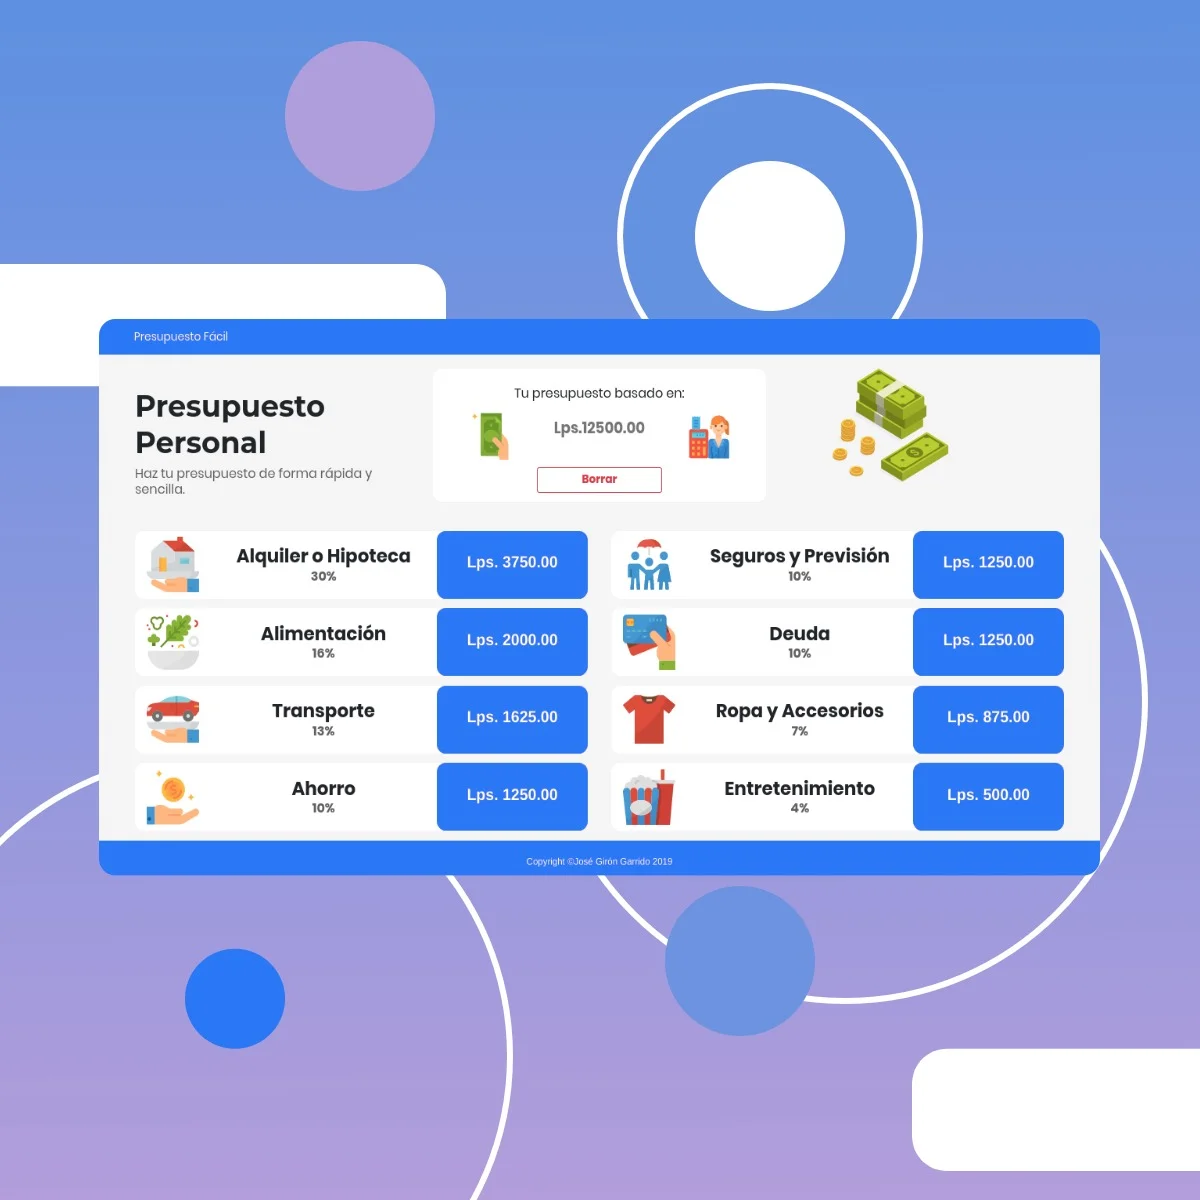 Presupuesto Fácil
Presupuesto
Personal
Haz tu presupuesto de forma rápida y
sencilla.
Tu presupuesto basado en:
Lps.12500.00
Borrar
Alquiler o Hipoteca
30%
Lps. 3750.00
Seguros y Previsión
10%
Lps. 1250.00
Alimentación
16%
Lps. 2000.00
Deuda
10%
Lps. 1250.00
Transporte
13%
Lps. 1625.00
Ropa y Accesorios
7%
Lps. 875.00
Ahorro
10%
Lps. 1250.00
Entretenimiento
4%
Lps. 500.00
Copyright ©José Girón Garrido 2019